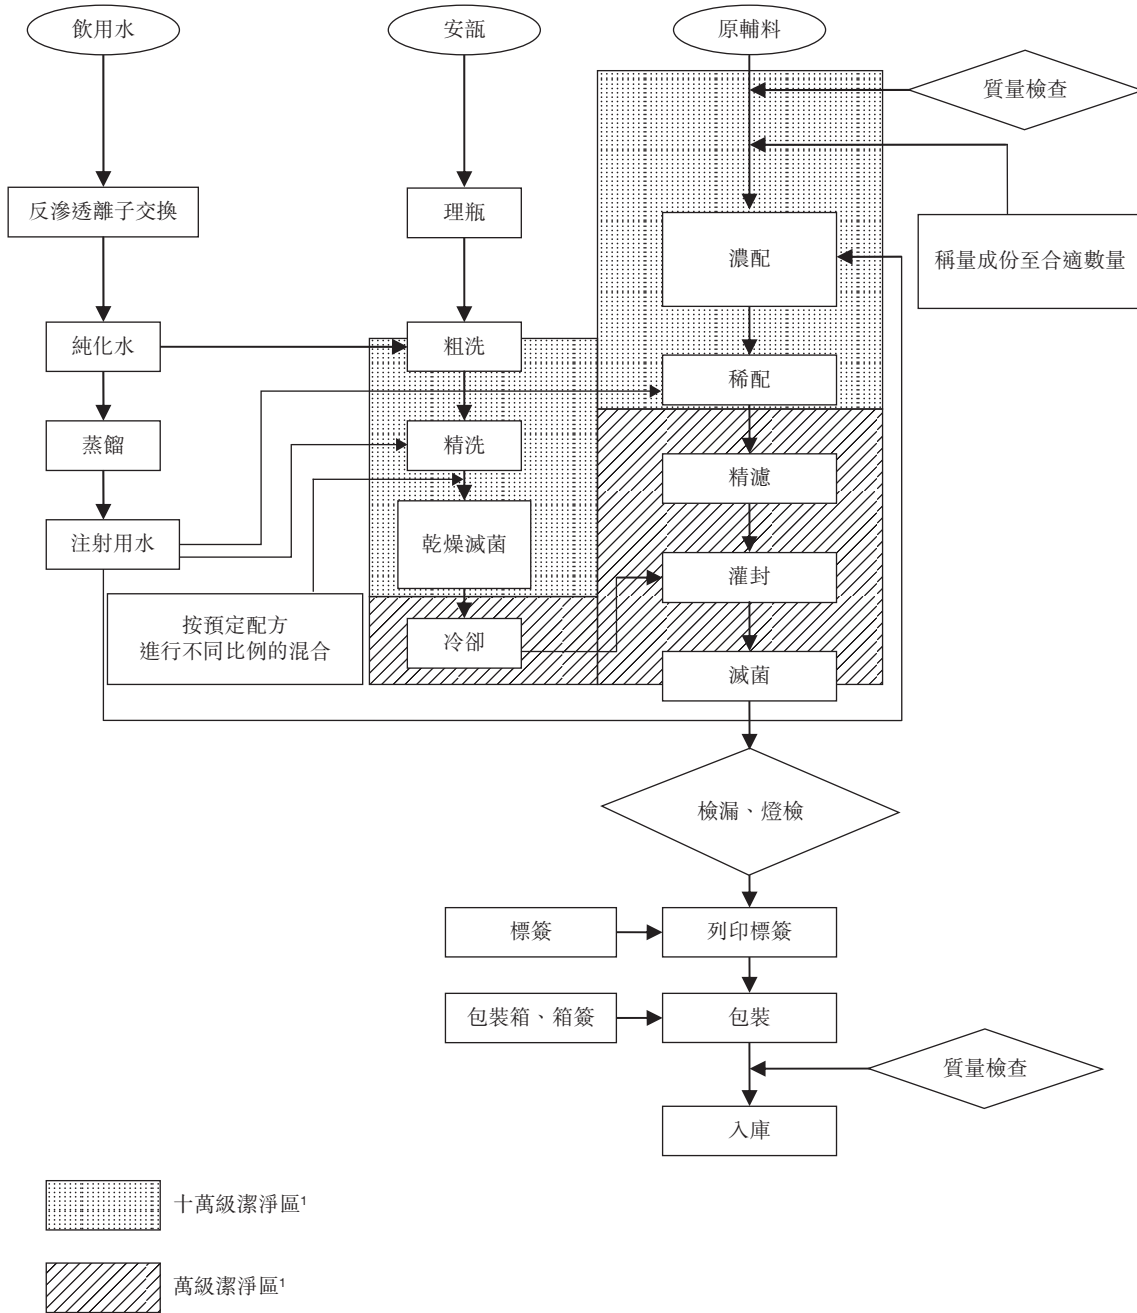 飲用水
安瓿
原輔料
質量檢查
反滲透離子交換
理瓶
濃配
稱量成份至合適數量
純化水
粗洗
稀配
蒸餾
精洗
精濾
注射用水
乾燥滅菌
灌封
按預定配方
進行不同比例的混合
冷卻
滅菌
檢漏、燈檢
標簽
列印標簽
包裝箱、箱簽
包裝
質量檢查
入庫
十萬級潔淨區¹
萬級潔淨區¹